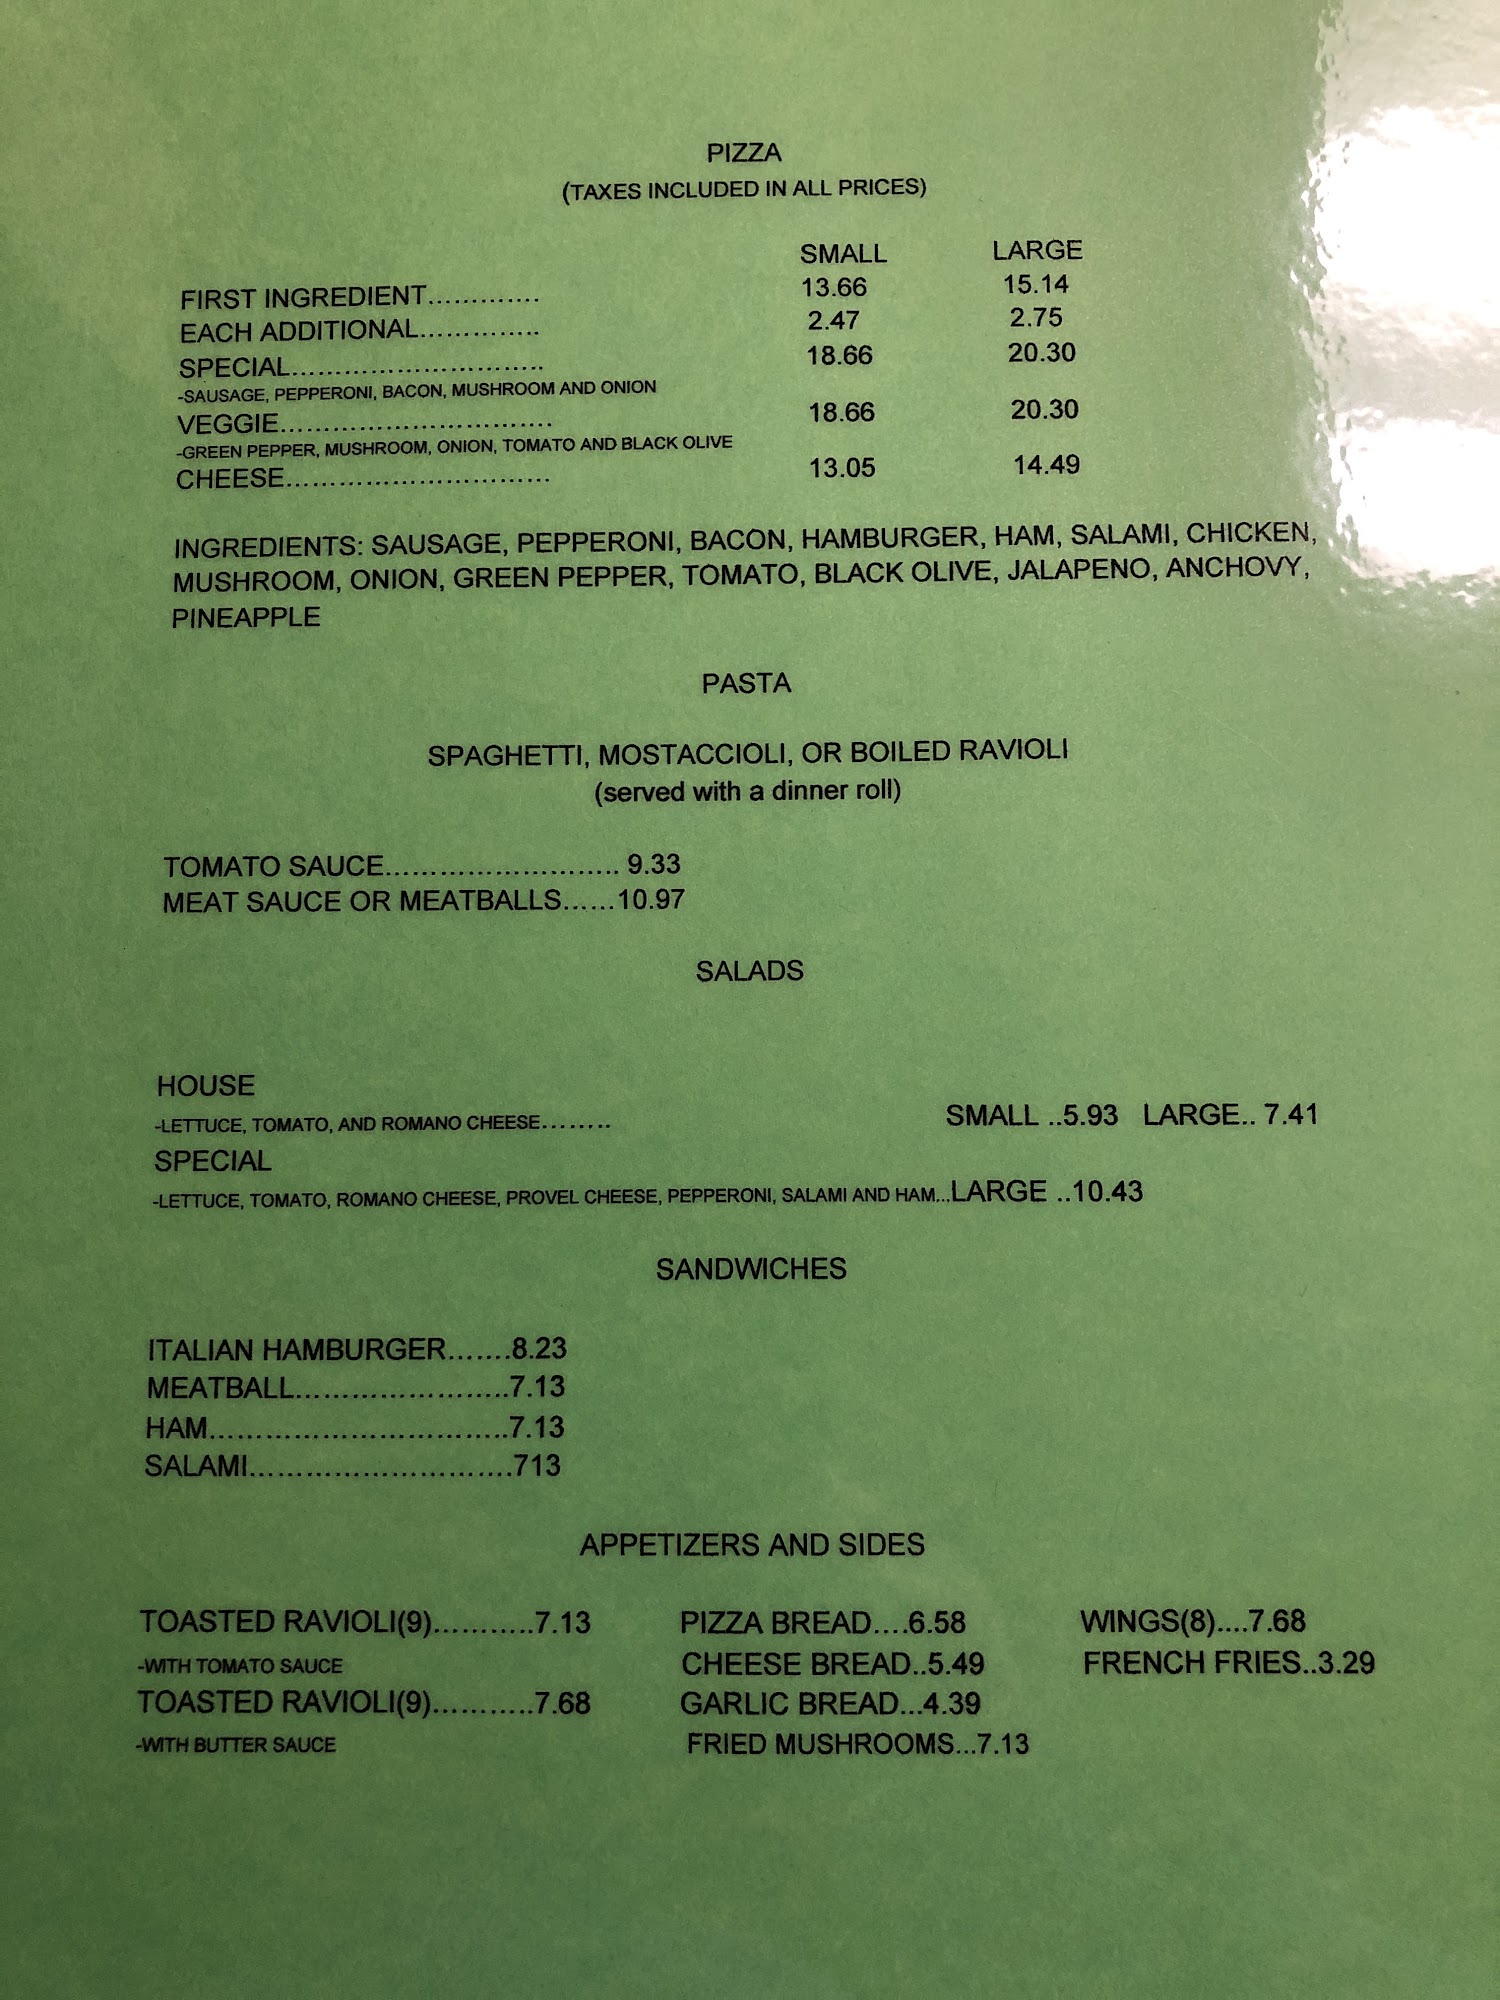 PIZZA
(TAXES INCLUDED IN ALL PRICES)
SMALL LARGE
FIRST INGREDIENT............. 13.66 15.14
EACH ADDITIONAL.............. 2.47 2.75
SPECIAL.............................. 18.66 20.30
-SAUSAGE, PEPPERONI, BACON, MUSHROOM AND ONION
VEGGIE................................ 18.66 20.30
-GREEN PEPPER, MUSHROOM, ONION, TOMATO AND BLACK OLIVE
CHEESE............................... 13.05 14.49
INGREDIENTS: SAUSAGE, PEPPERONI, BACON, HAMBURGER, HAM, SALAMI, CHICKEN,
MUSHROOM, ONION, GREEN PEPPER, TOMATO, BLACK OLIVE, JALAPENO, ANCHOVY,
PINEAPPLE
PASTA
SPAGHETTI, MOSTACCIOLI, OR BOILED RAVIOLI
(served with a dinner roll)
TOMATO SAUCE........................... 9.33
MEAT SAUCE OR MEATBALLS......10.97
SALADS
HOUSE
-LETTUCE, TOMATO, AND ROMANO CHEESE........ SMALL ..5.93 LARGE.. 7.41
SPECIAL
-LETTUCE, TOMATO, ROMANO CHEESE, PROVEL CHEESE, PEPPERONI, SALAMI AND HAM...LARGE ..10.43
SANDWICHES
ITALIAN HAMBURGER.......8.23
MEATBALL.........................7.13
HAM...................................7.13
SALAMI...............................713
APPETIZERS AND SIDES
TOASTED RAVIOLI(9)...........7.13 PIZZA BREAD....6.58 WINGS(8)....7.68
-WITH TOMATO SAUCE CHEESE BREAD..5.49 FRENCH FRIES..3.29
TOASTED RAVIOLI(9)...........7.68 GARLIC BREAD...4.39
-WITH BUTTER SAUCE FRIED MUSHROOMS...7.13